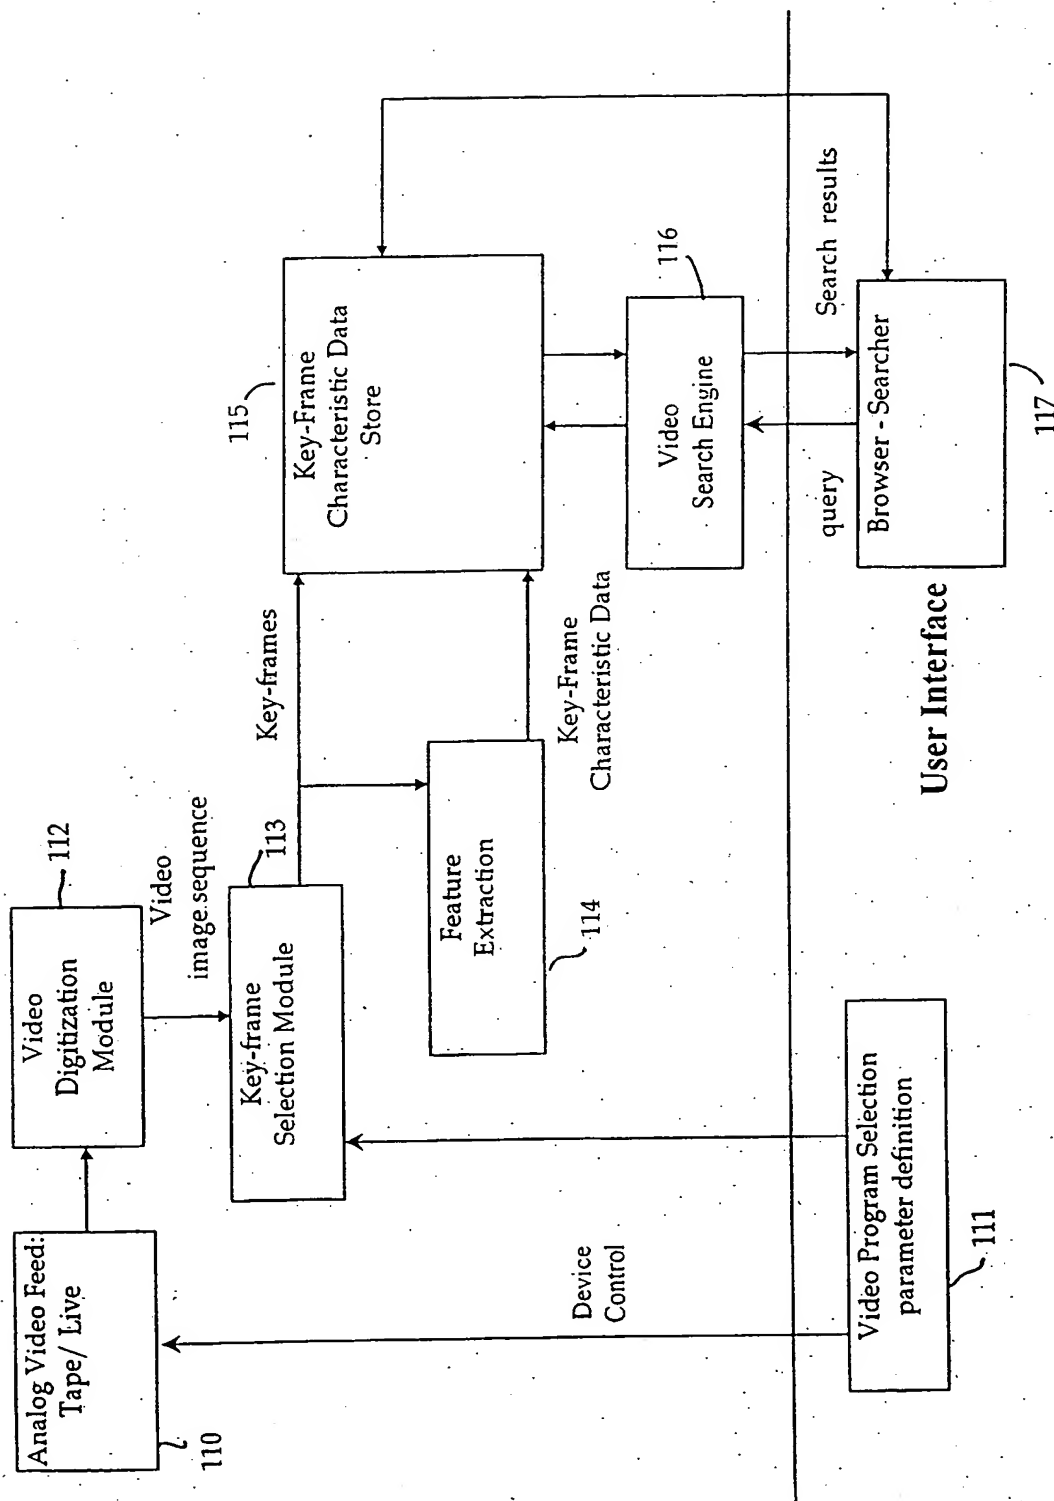 Analog Video Feed:
Tape/ Live
110
Video
Digitization
Module
112
Video
image sequence
Key-frame
Selection Module
113
Key-frames
Feature
Extraction
114
Key-Frame
Characteristic Data
Key-Frame
Characteristic Data
Store
115
Video
Search Engine
116
Device
Control
query
Search results
Video Program Selection
parameter definition
111
User Interface
Browser - Searcher
117